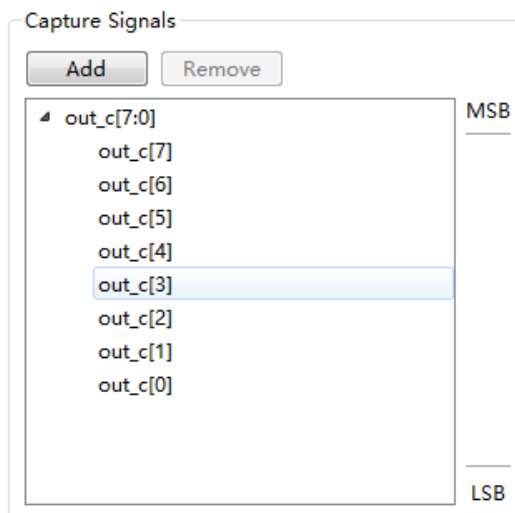 Capture Signals
Add Remove
out_c[7:0] MSB
out_c[7]
out_c[6]
out_c[5]
out_c[4]
out_c[3]
out_c[2]
out_c[1]
out_c[0]
LSB